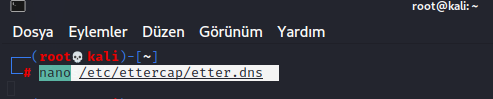 root@kali: ~
Dosya Eylemler Düzen Görünüm Yardım
┌──(root💀kali)-[~]
└─# nano /etc/ettercap/etter.dns